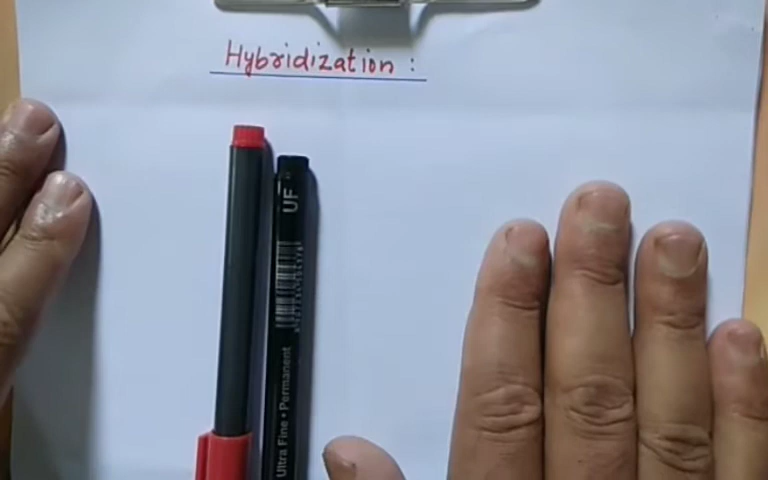 Hybridization :
UF
Ultra Fine • Permanent